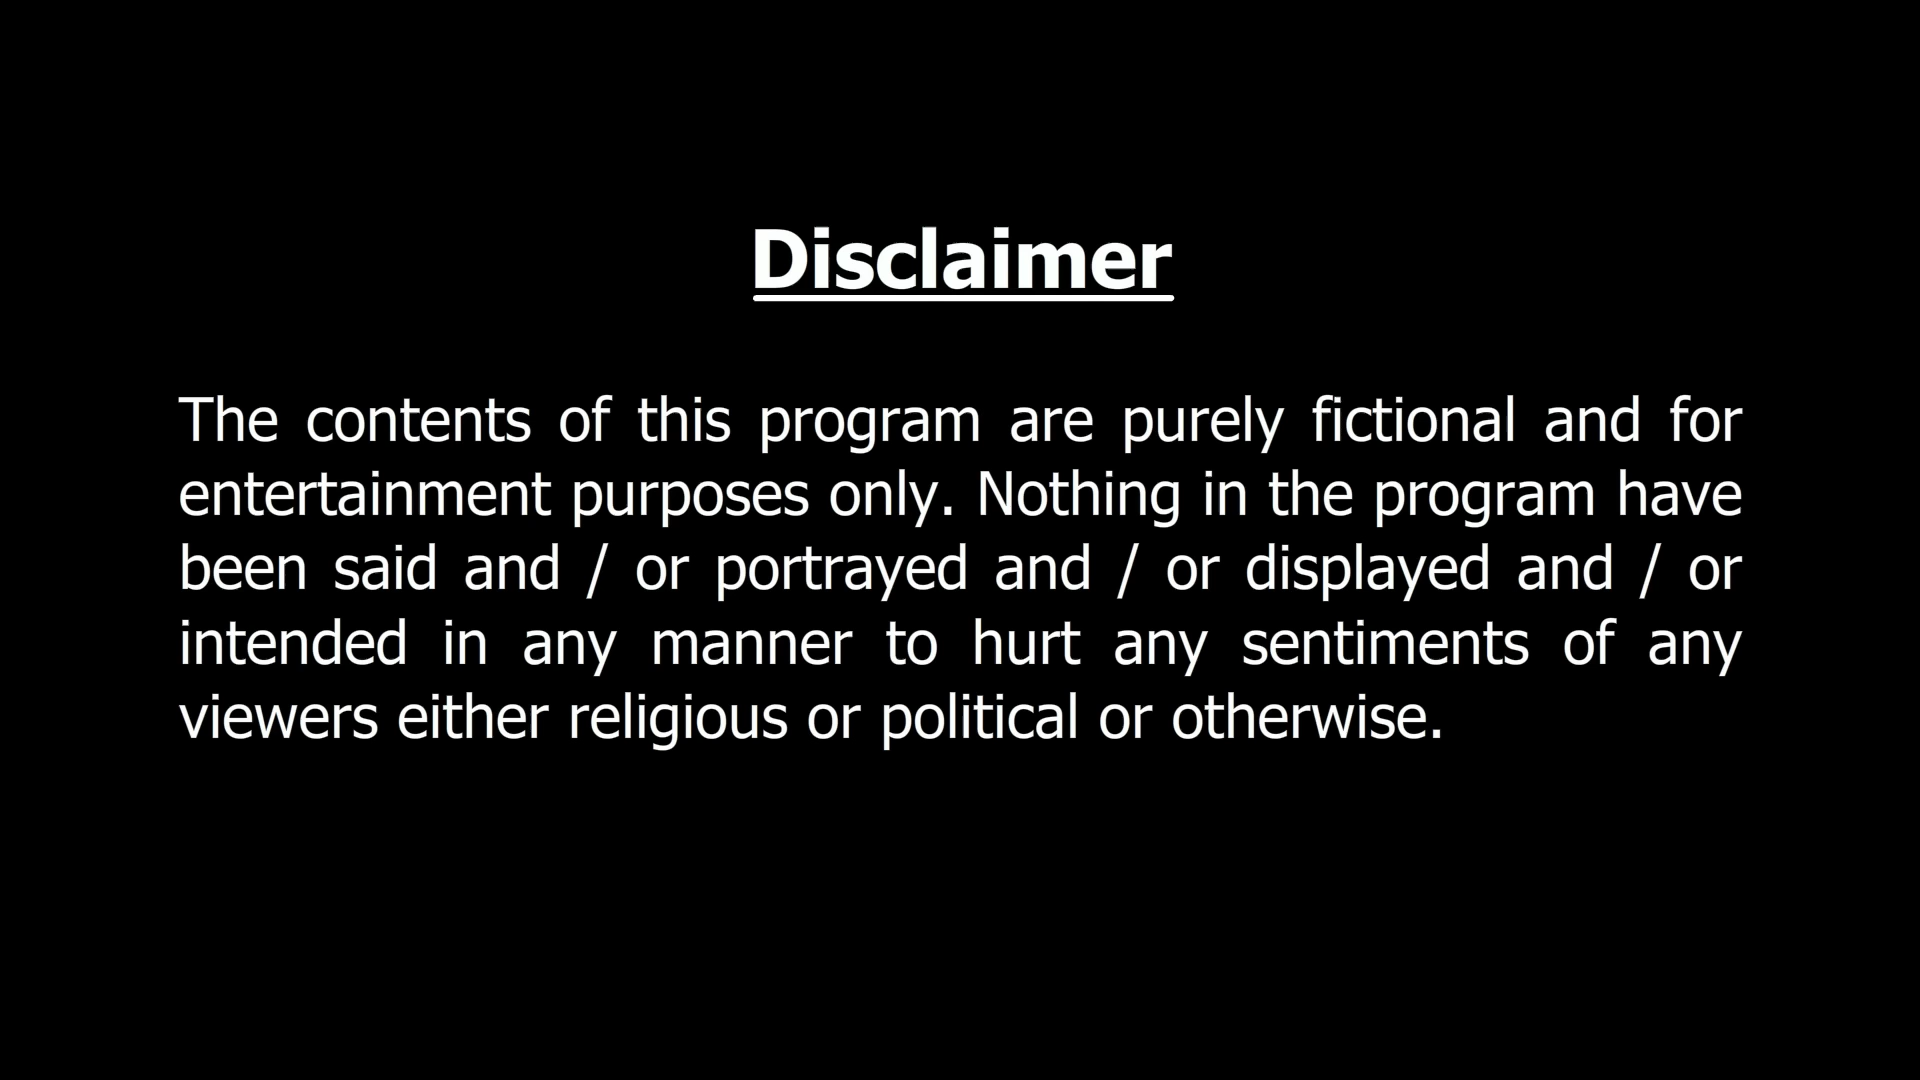 Disclaimer
The contents of this program are purely fictional and for
entertainment purposes only. Nothing in the program have
been said and / or portrayed and / or displayed and / or
intended in any manner to hurt any sentiments of any
viewers either religious or political or otherwise.